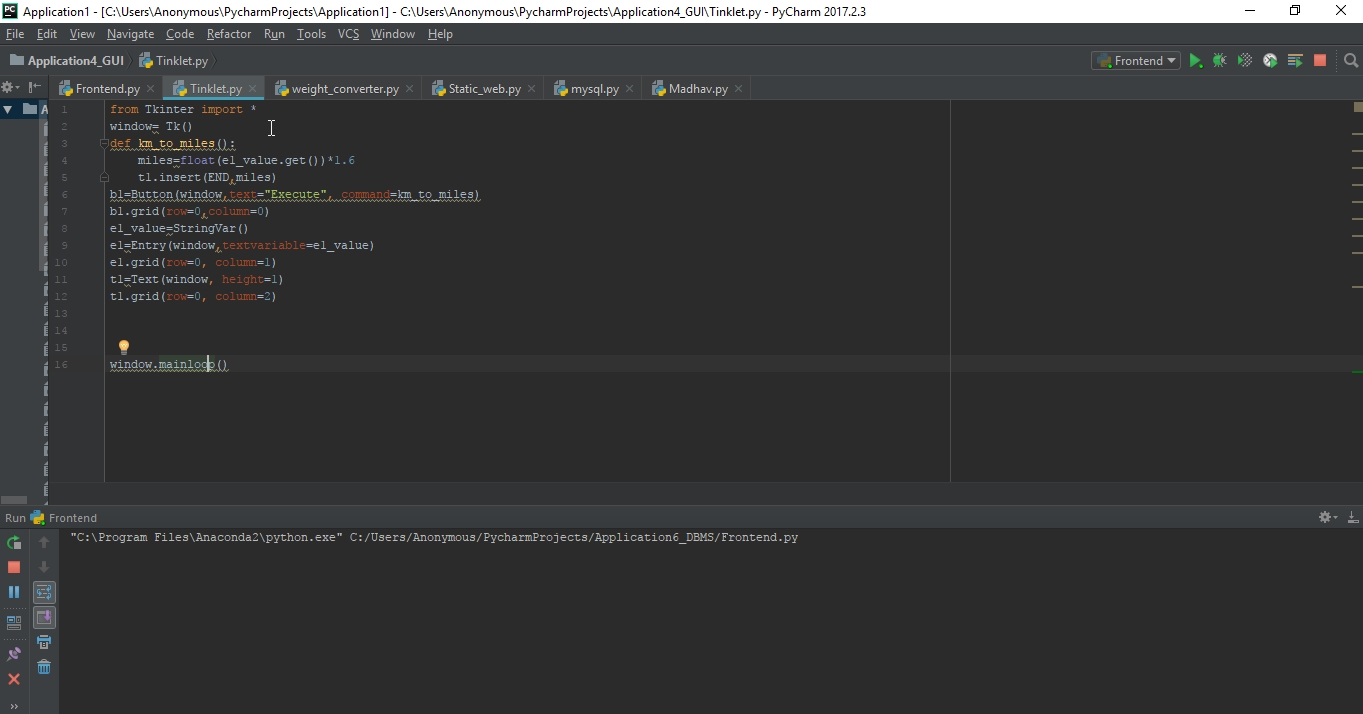 PC Application1 - [C:\Users\Anonymous\PycharmProjects\Application1] - C:\Users\Anonymous\PycharmProjects\Application4_GUI\Tinklet.py - PyCharm 2017.2.3
File Edit View Navigate Code Refactor Run Tools VCS Window Help
Application4_GUI Tinklet.py Frontend
Frontend.py Tinklet.py weight_converter.py Static_web.py mysql.py Madhav.py
A
1 from Tkinter import *
2 window= Tk()
3 def km_to_miles():
4 miles=float(e1_value.get())*1.6
5 t1.insert(END,miles)
6 b1=Button(window,text="Execute", command=km_to_miles)
7 b1.grid(row=0,column=0)
8 e1_value=StringVar()
9 e1=Entry(window,textvariable=e1_value)
10 e1.grid(row=0, column=1)
11 t1=Text(window, height=1)
12 t1.grid(row=0, column=2)
13
14
15
16 window.mainloop()
Run Frontend
"C:\Program Files\Anaconda2\python.exe" C:/Users/Anonymous/PycharmProjects/Application6_DBMS/Frontend.py